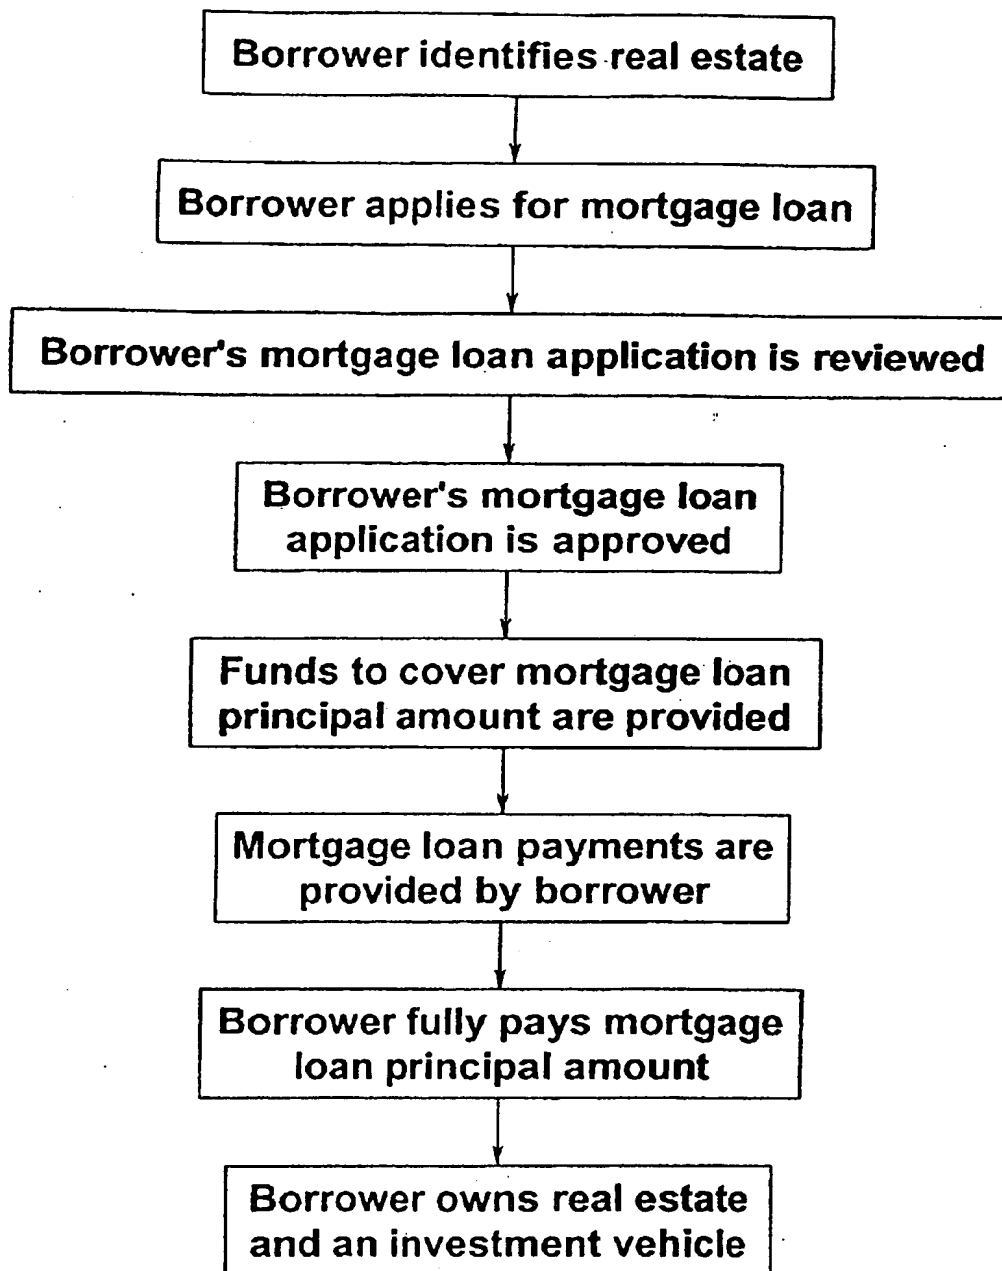 Borrower identifies real estate
Borrower applies for mortgage loan
Borrower's mortgage loan application is reviewed
Borrower's mortgage loan
application is approved
Funds to cover mortgage loan
principal amount are provided
Mortgage loan payments are
provided by borrower
Borrower fully pays mortgage
loan principal amount
Borrower owns real estate
and an investment vehicle